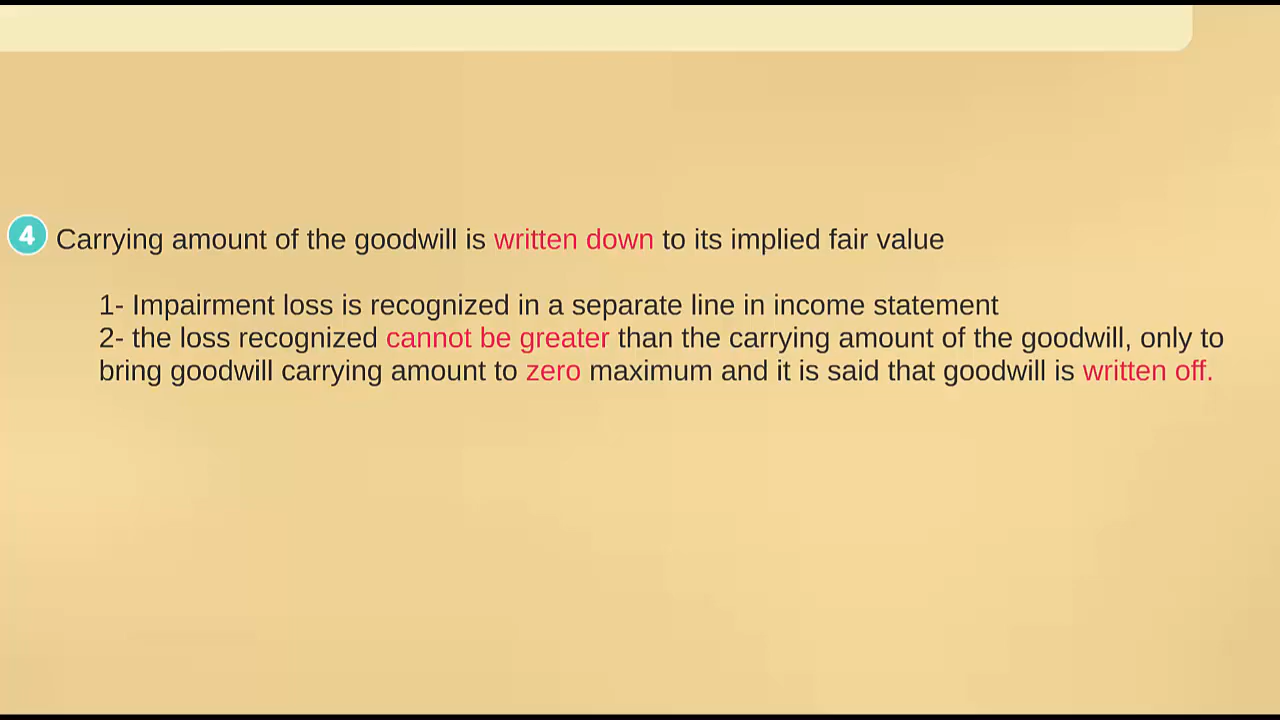 4 Carrying amount of the goodwill is written down to its implied fair value
1- Impairment loss is recognized in a separate line in income statement
2- the loss recognized cannot be greater than the carrying amount of the goodwill, only to
bring goodwill carrying amount to zero maximum and it is said that goodwill is written off.